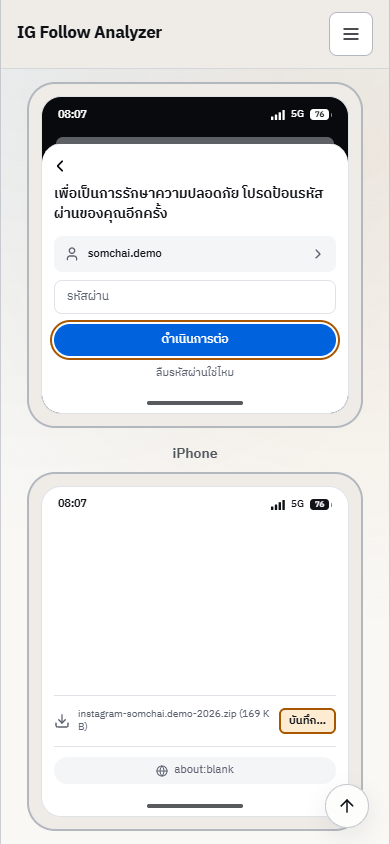 IG Follow Analyzer
08:07
5G 76
เพื่อเป็นการรักษาความปลอดภัย โปรดป้อนรหัส
ผ่านของคุณอีกครั้ง
somchai.demo
รหัสผ่าน
ดำเนินการต่อ
ลืมรหัสผ่านใช่ไหม
iPhone
08:07
5G 76
instagram-somchai.demo-2026.zip (169 K
B)
บันทึก...
about:blank